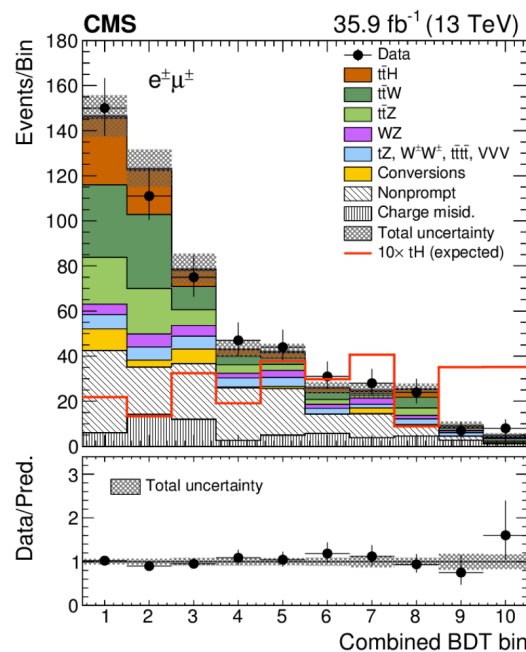 CMS 35.9 fb⁻¹ (13 TeV)
Events/Bin
180
160
140
120
100
80
60
40
20
0
e±μ±
Data
tt̄H
tt̄W
tt̄Z
WZ
tZ, W±W±, tt̄tt̄, VVV
Conversions
Nonprompt
Charge misid.
Total uncertainty
10× tH (expected)
Data/Pred.
3
2
1
0
Total uncertainty
1 2 3 4 5 6 7 8 9 10
Combined BDT bin